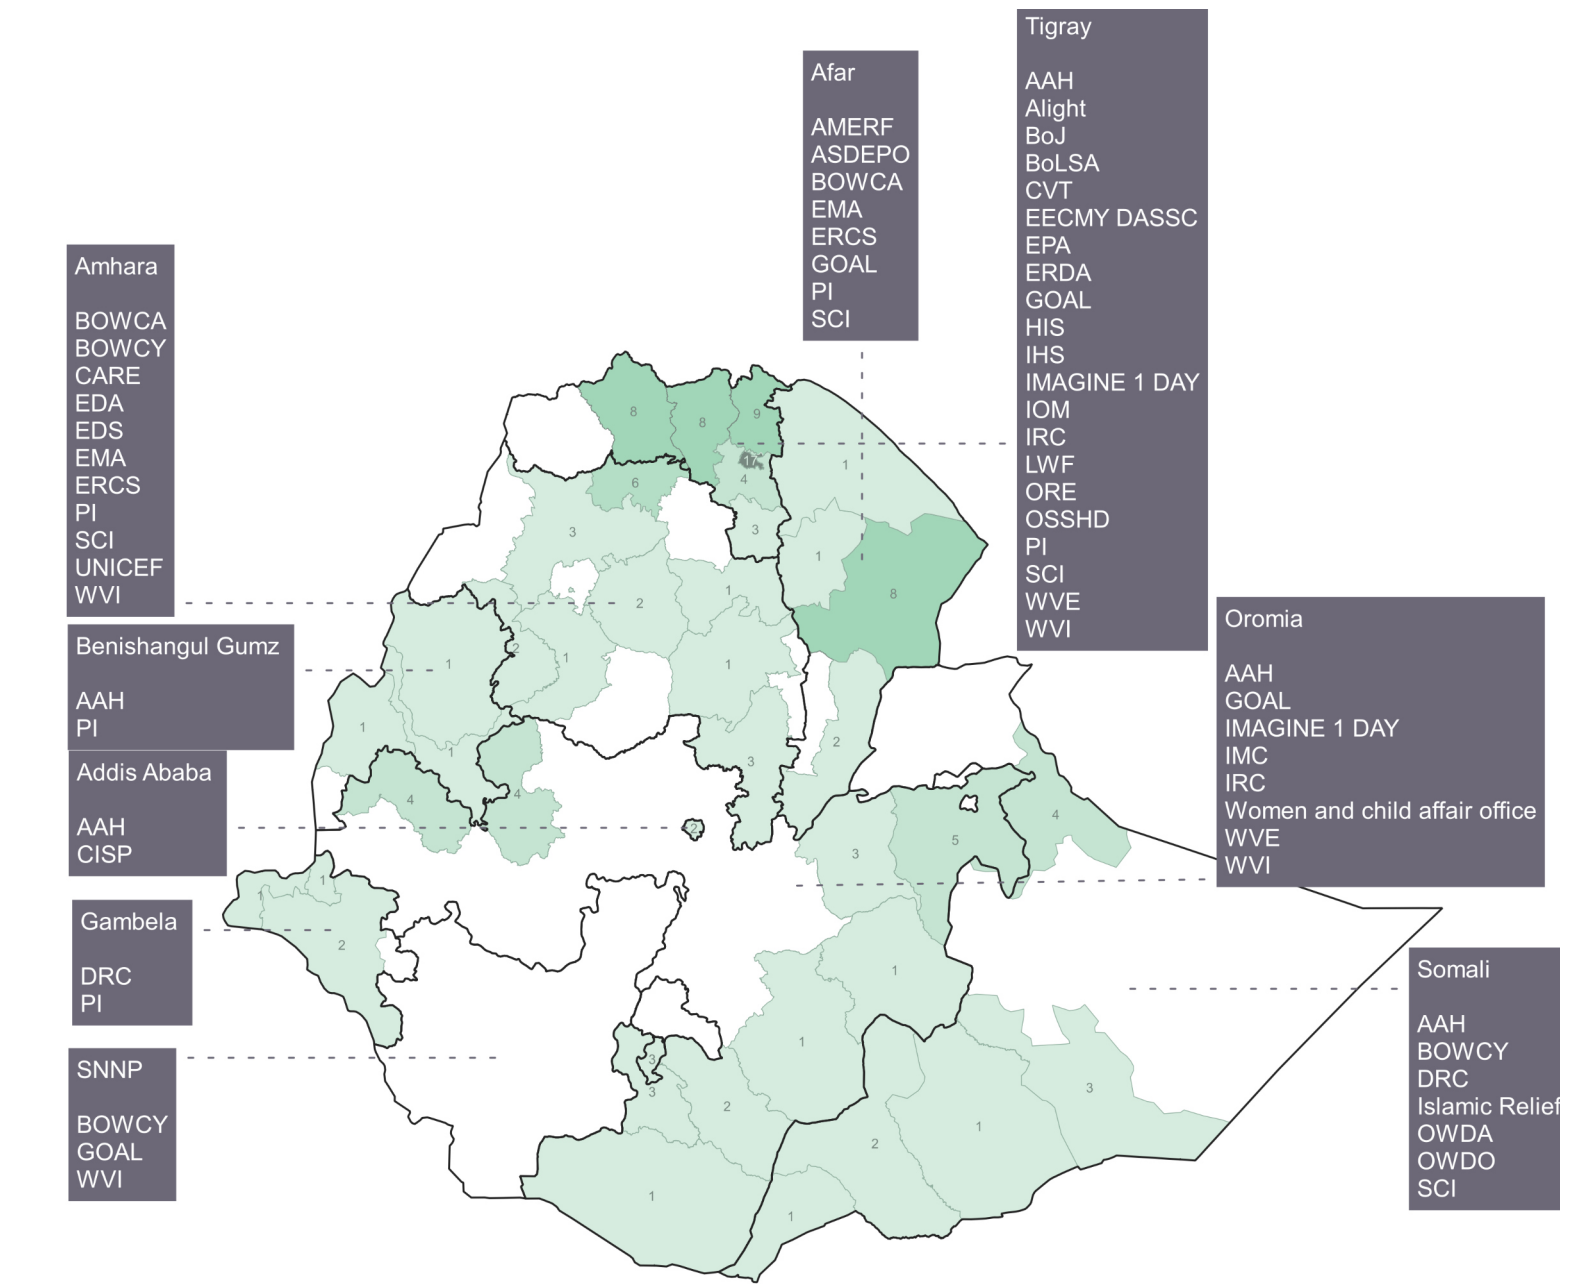 Tigray
AAH
Alight
BoJ
BoLSA
CVT
EECMY DASSC
EPA
ERDA
GOAL
HIS
IHS
IMAGINE 1 DAY
IOM
IRC
LWF
ORE
OSSHD
PI
SCI
WVE
WVI
Afar
AMERF
ASDEPO
BOWCA
EMA
ERCS
GOAL
PI
SCI
Amhara
BOWCA
BOWCY
CARE
EDA
EDS
EMA
ERCS
PI
SCI
UNICEF
WVI
Benishangul Gumz
AAH
PI
Addis Ababa
AAH
CISP
Gambela
DRC
PI
SNNP
BOWCY
GOAL
WVI
Oromia
AAH
GOAL
IMAGINE 1 DAY
IMC
IRC
Women and child affair office
WVE
WVI
Somali
AAH
BOWCY
DRC
Islamic Relief
OWDA
OWDO
SCI
8
8
9
17
4
1
6
3
3
1
8
2
1
2
1
1
1
1
1
3
2
4
4
2
4
5
3
1
1
2
1
1
3
3
2
3
1
2
1
1